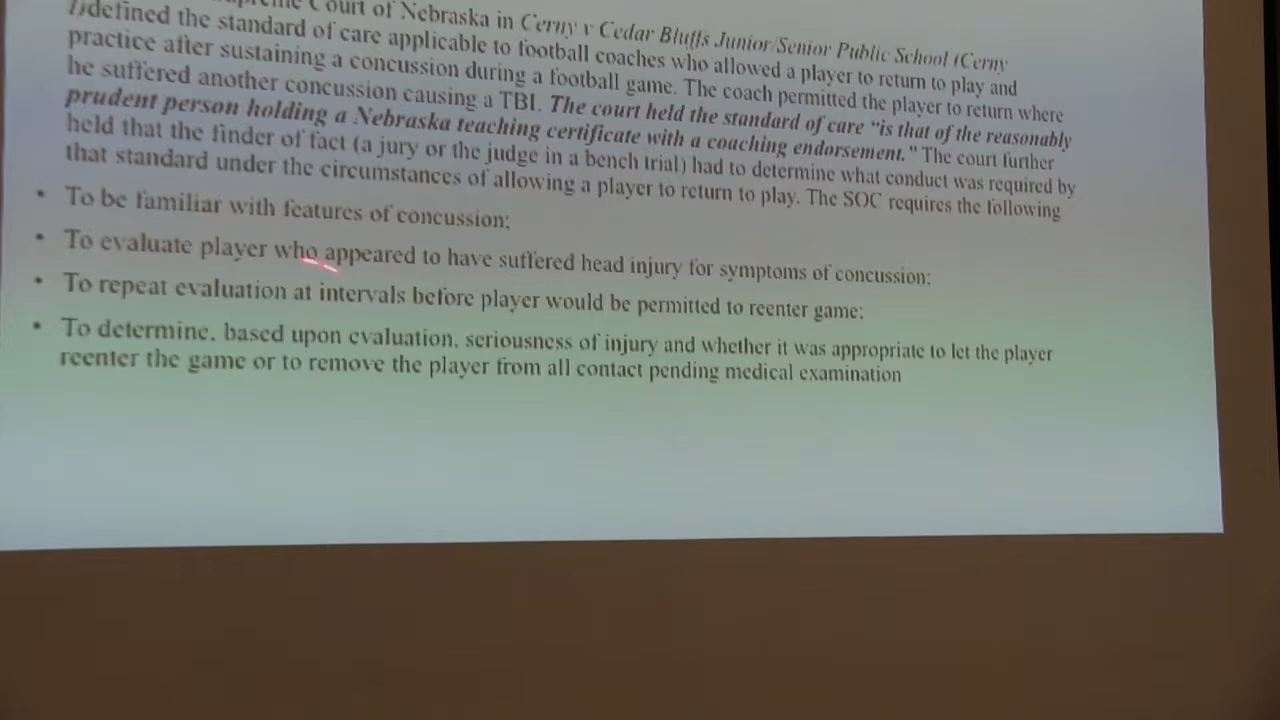 Court of Nebraska in Cerny v Cedar Bluffs Junior/Senior Public School (Cerny
I)defined the standard of care applicable to football coaches who allowed a player to return to play and
practice after sustaining a concussion during a football game. The coach permitted the player to return where
he suffered another concussion causing a TBI. The court held the standard of care "is that of the reasonably
prudent person holding a Nebraska teaching certificate with a coaching endorsement." The court further
held that the finder of fact (a jury or the judge in a bench trial) had to determine what conduct was required by
that standard under the circumstances of allowing a player to return to play. The SOC requires the following
• To be familiar with features of concussion;
• To evaluate player who appeared to have suffered head injury for symptoms of concussion;
• To repeat evaluation at intervals before player would be permitted to reenter game;
• To determine, based upon evaluation, seriousness of injury and whether it was appropriate to let the player
reenter the game or to remove the player from all contact pending medical examination